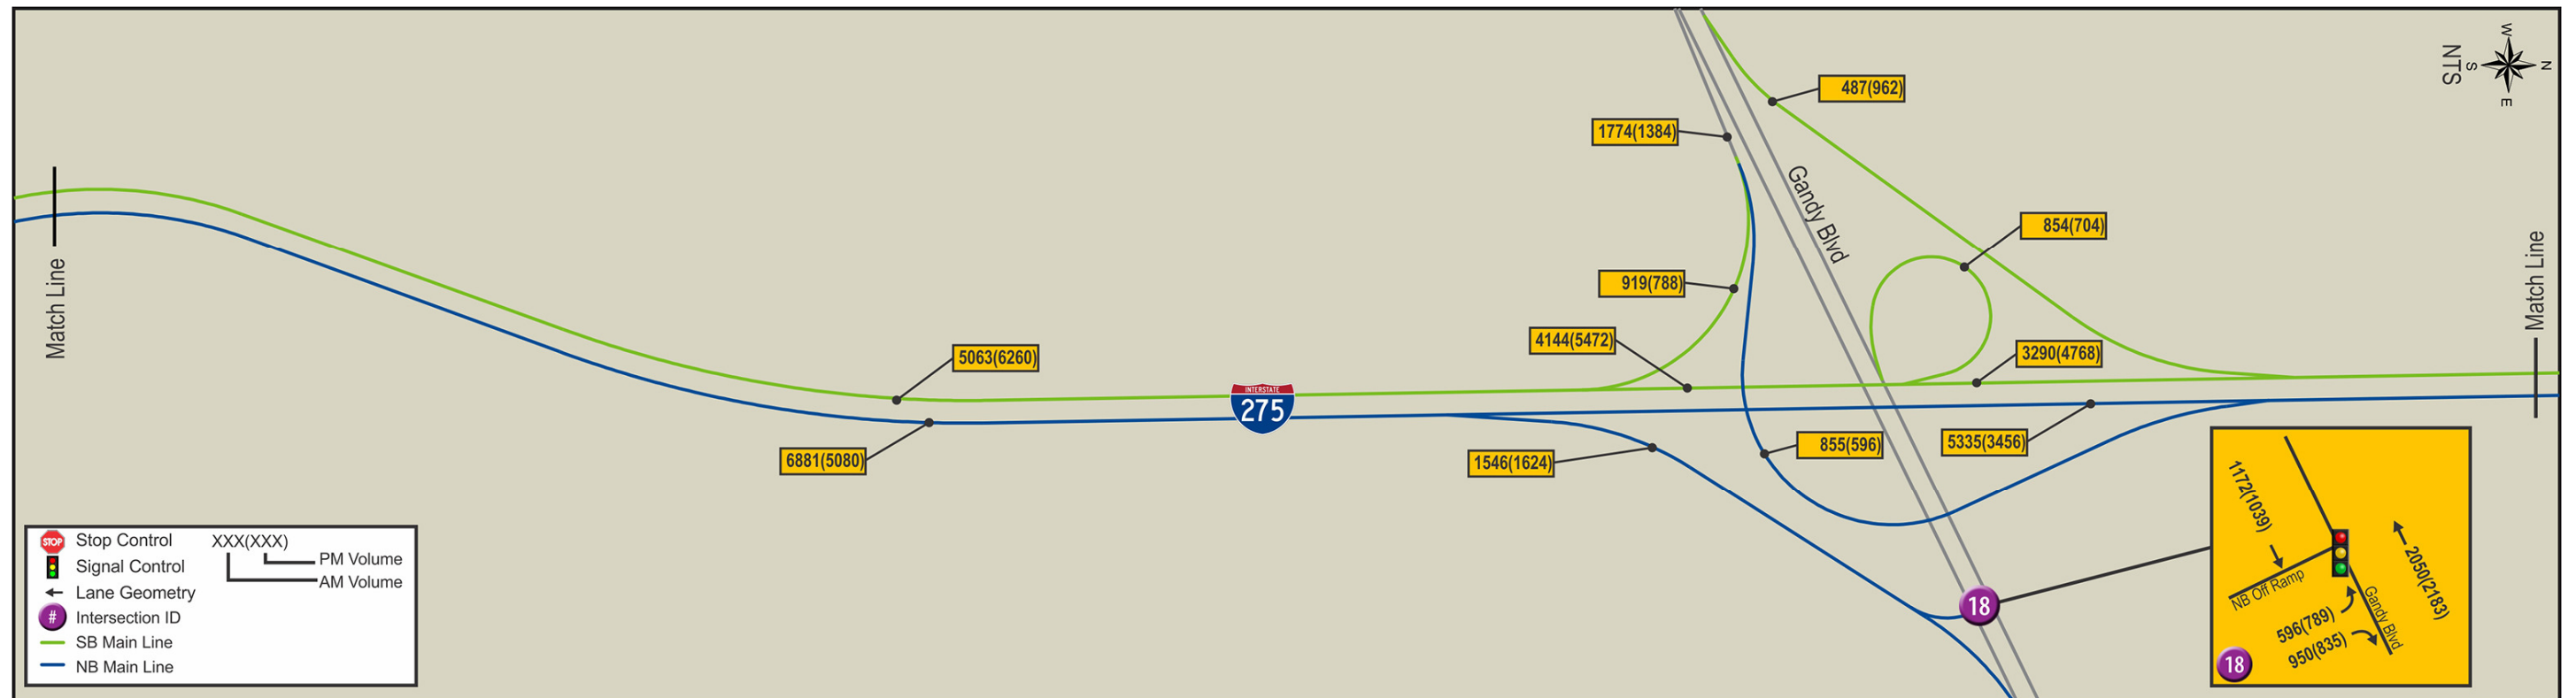 W
N
S
E
NTS
487(962)
1774(1384)
Gandy Blvd
854(704)
919(788)
4144(5472)
3290(4768)
5063(6260)
INTERSTATE
275
Match Line
Match Line
6881(5080)
1546(1624)
855(596)
5335(3456)
STOP
Stop Control
XXX(XXX)
PM Volume
AM Volume
Signal Control
Lane Geometry
#
Intersection ID
SB Main Line
NB Main Line
18
1172(1039)
2050(2183)
NB Off Ramp
Gandy Blvd
596(789)
950(835)
18